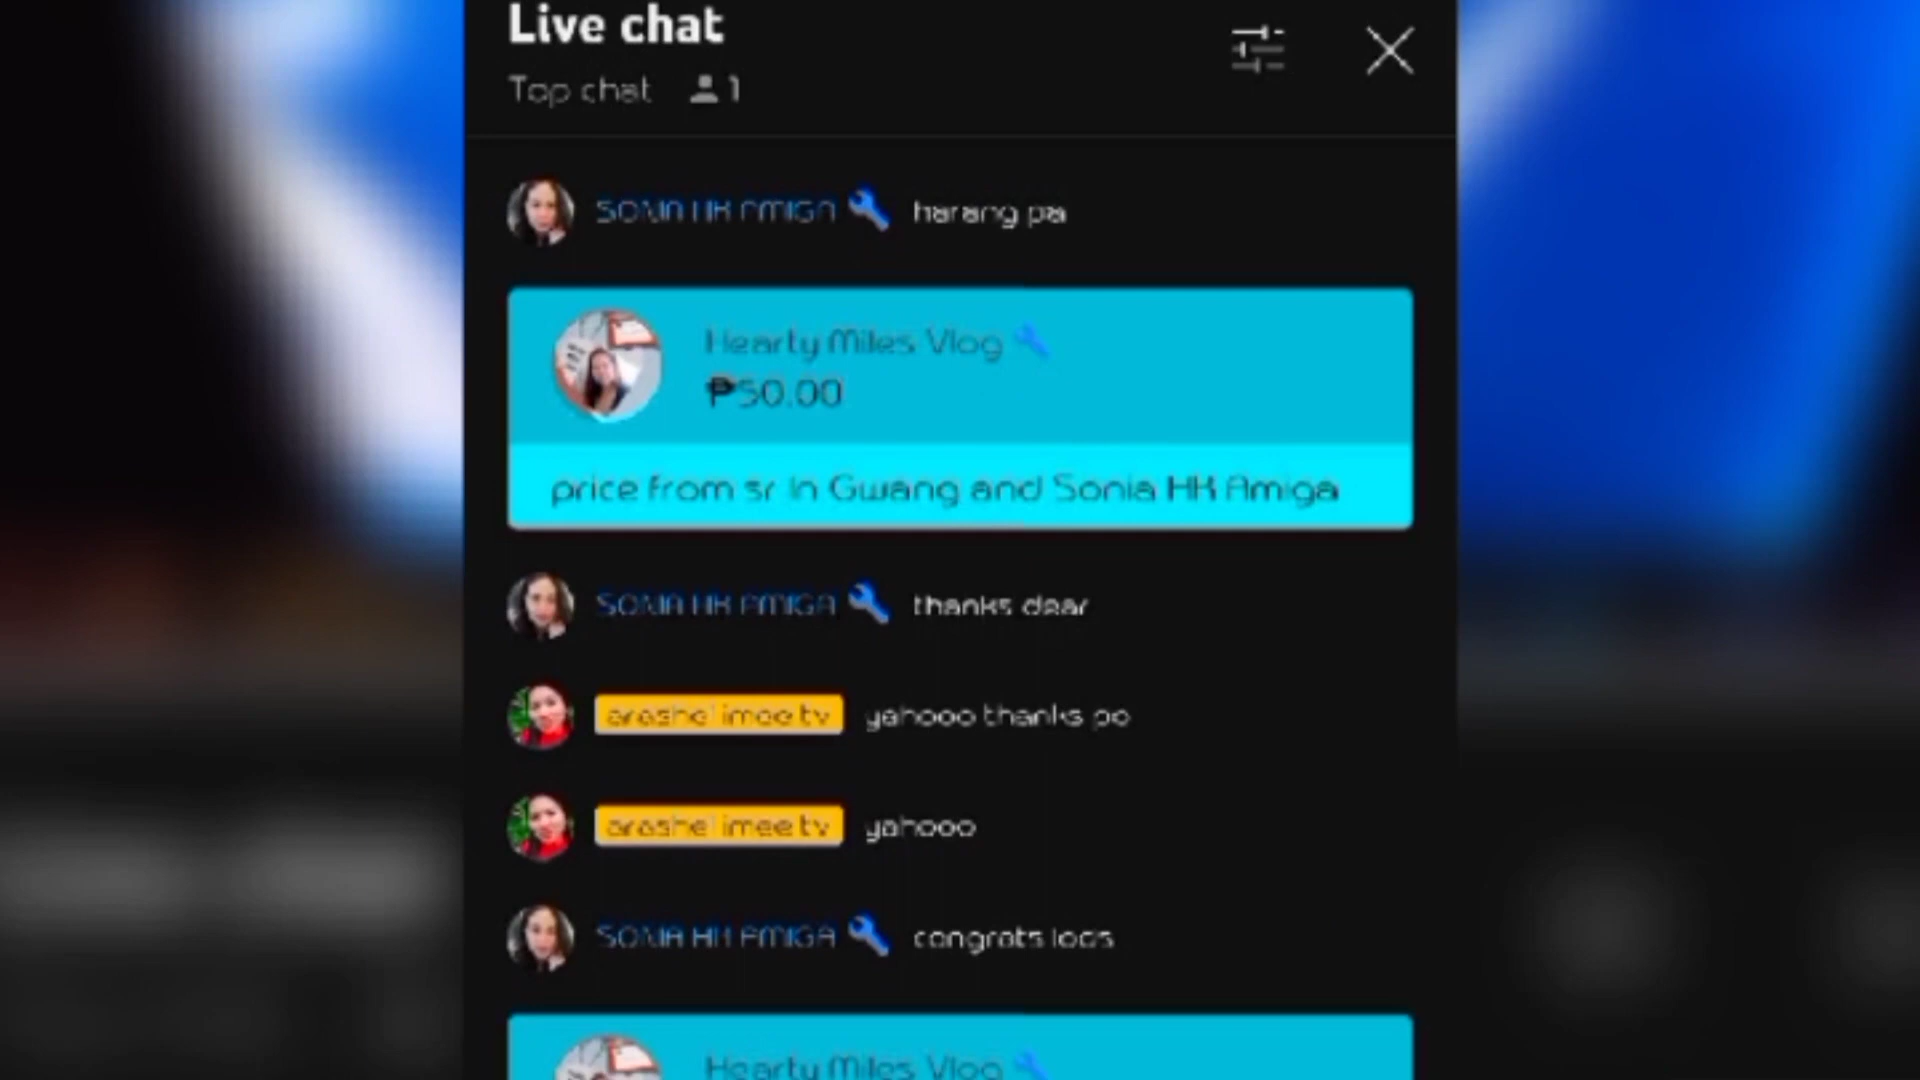 Live chat
Top chat 1
SONIA HK AMIGA harang pa
Hearty Miles Vlog
₱50.00
price from sr In Gwang and Sonia HK Amiga
SONIA HK AMIGA thanks dear
arashel imee tv yahooo thanks po
arashel imee tv yahooo
SONIA HK AMIGA congrats lods
Hearty Miles Vlog